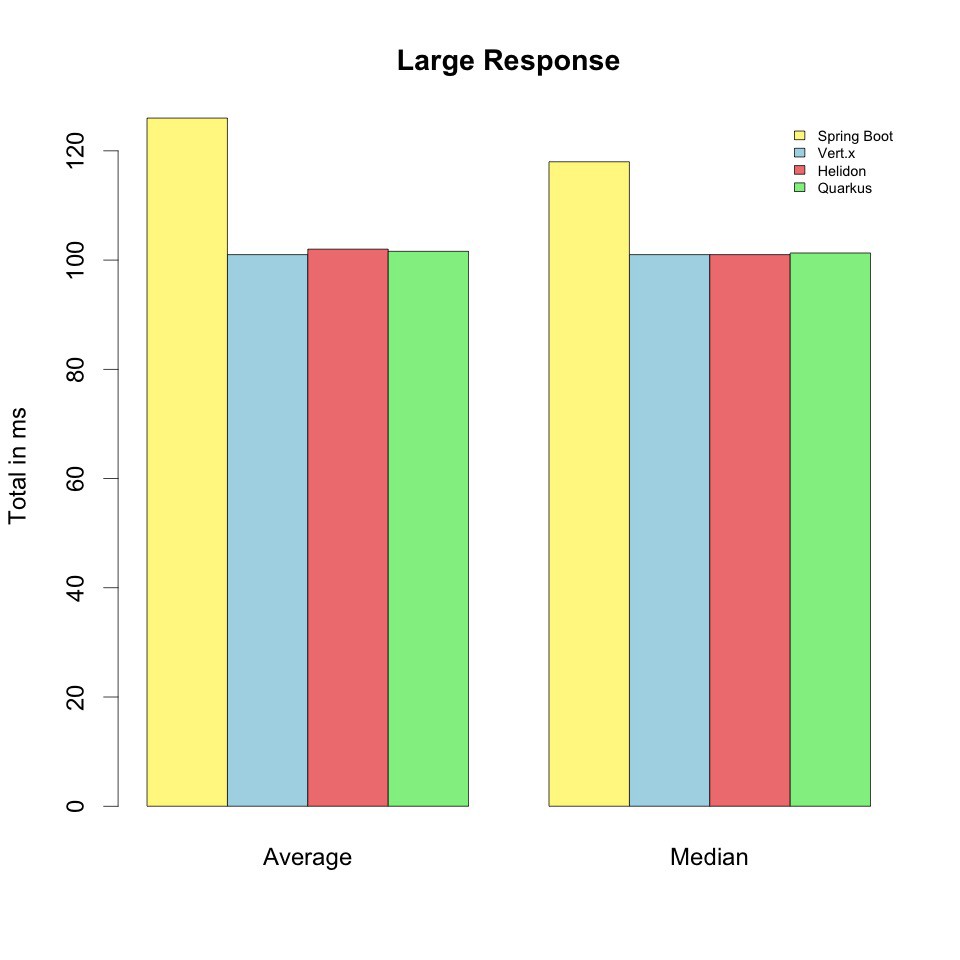 Large Response
Spring Boot
Vert.x
Helidon
Quarkus
Total in ms
120
100
80
60
40
20
0
Average
Median